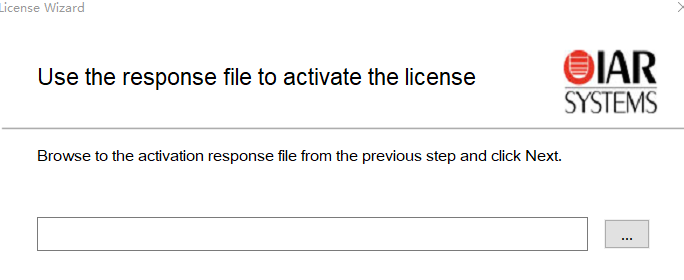 License Wizard
Use the response file to activate the license
IAR
SYSTEMS
Browse to the activation response file from the previous step and click Next.
...